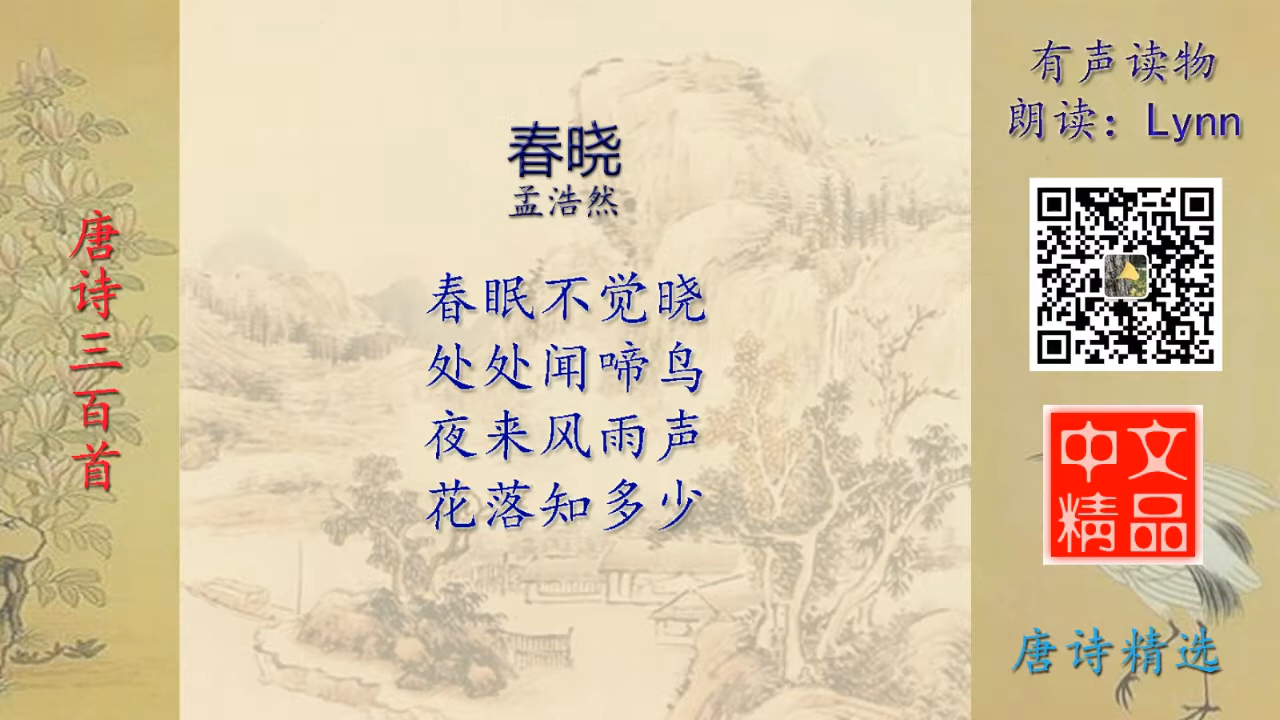 唐诗三百首
春晓
孟浩然
春眠不觉晓
处处闻啼鸟
夜来风雨声
花落知多少
有声读物
朗读：Lynn
中文
精品
唐诗精选